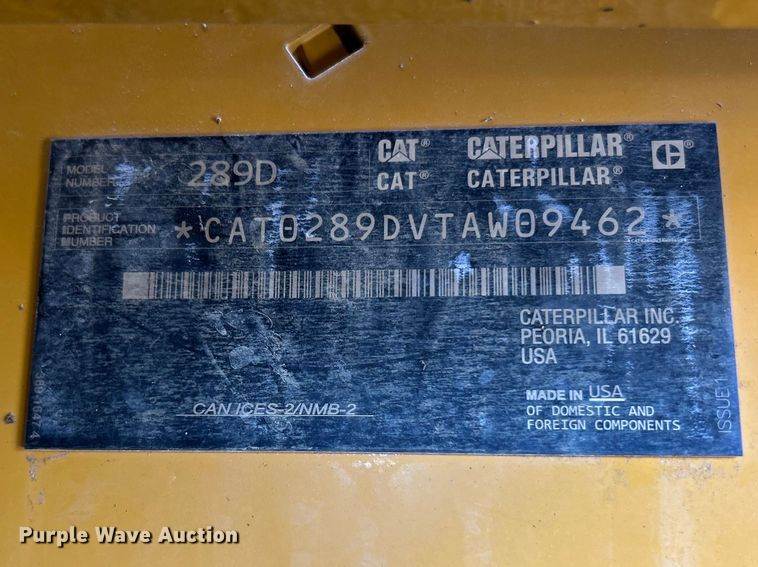 MODEL
NUMBER
289D
CAT® CATERPILLAR®
CAT® CATERPILLAR®
PRODUCT
IDENTIFICATION
NUMBER
*CAT0289DVTAW09462*
CATERPILLAR INC.
PEORIA, IL 61629
USA
CAN ICES-2/NMB-2
MADE IN USA
OF DOMESTIC AND
FOREIGN COMPONENTS
ISSUE 1
Purple Wave Auction